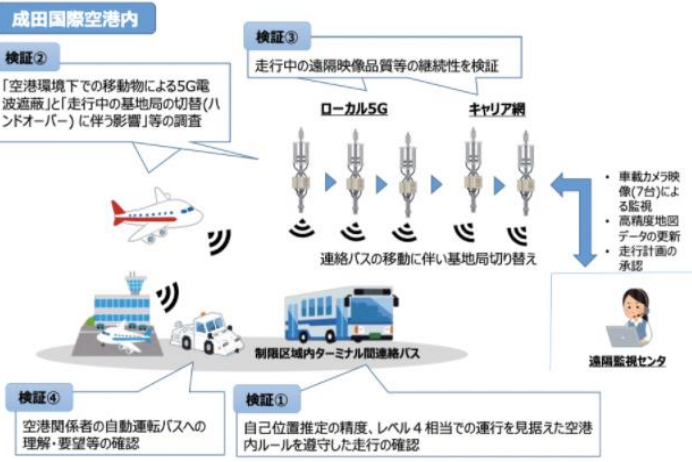 成田国際空港内
検証②
「空港環境下での移動物による5G電
波遮蔽」と「走行中の基地局の切替(ハ
ンドオーバー) に伴う影響」等の調査
検証③
走行中の遠隔映像品質等の継続性を検証
ローカル5G
キャリア網
• 車載カメラ映
像(7台)によ
る監視
• 高精度地図
データの更新
• 走行計画の
承認
連絡バスの移動に伴い基地局切り替え
制限区域内ターミナル間連絡バス
遠隔監視センタ
検証④
空港関係者の自動運転バスへの
理解・要望等の確認
検証①
自己位置推定の精度、レベル4相当での運行を見据えた空港
内ルールを遵守した走行の確認